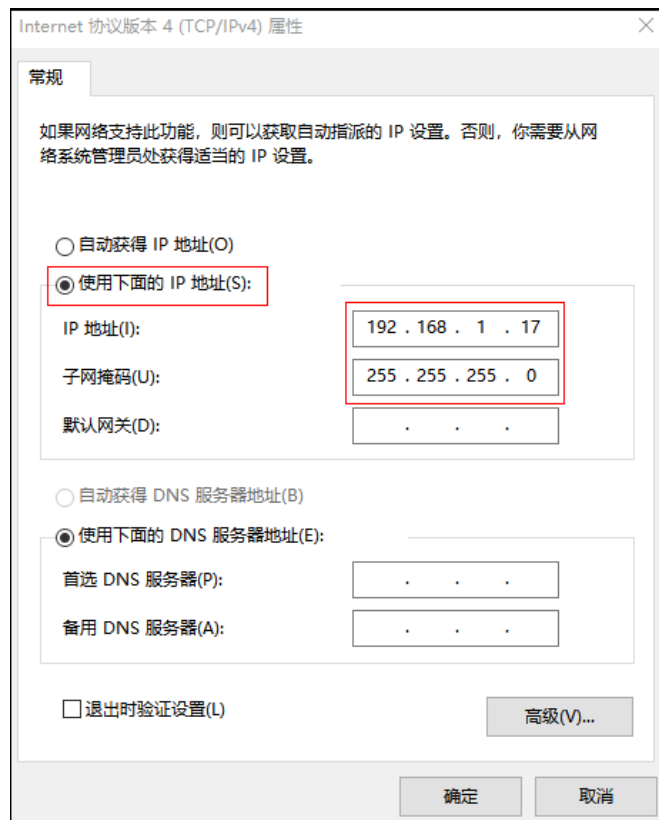 Internet 协议版本 4 (TCP/IPv4) 属性
常规
如果网络支持此功能，则可以获取自动指派的 IP 设置。否则，你需要从网
络系统管理员处获得适当的 IP 设置。
自动获得 IP 地址(O)
使用下面的 IP 地址(S):
IP 地址(I): 192 . 168 . 1 . 17
子网掩码(U): 255 . 255 . 255 . 0
默认网关(D): . . .
自动获得 DNS 服务器地址(B)
使用下面的 DNS 服务器地址(E):
首选 DNS 服务器(P): . . .
备用 DNS 服务器(A): . . .
退出时验证设置(L)
高级(V)...
确定 取消